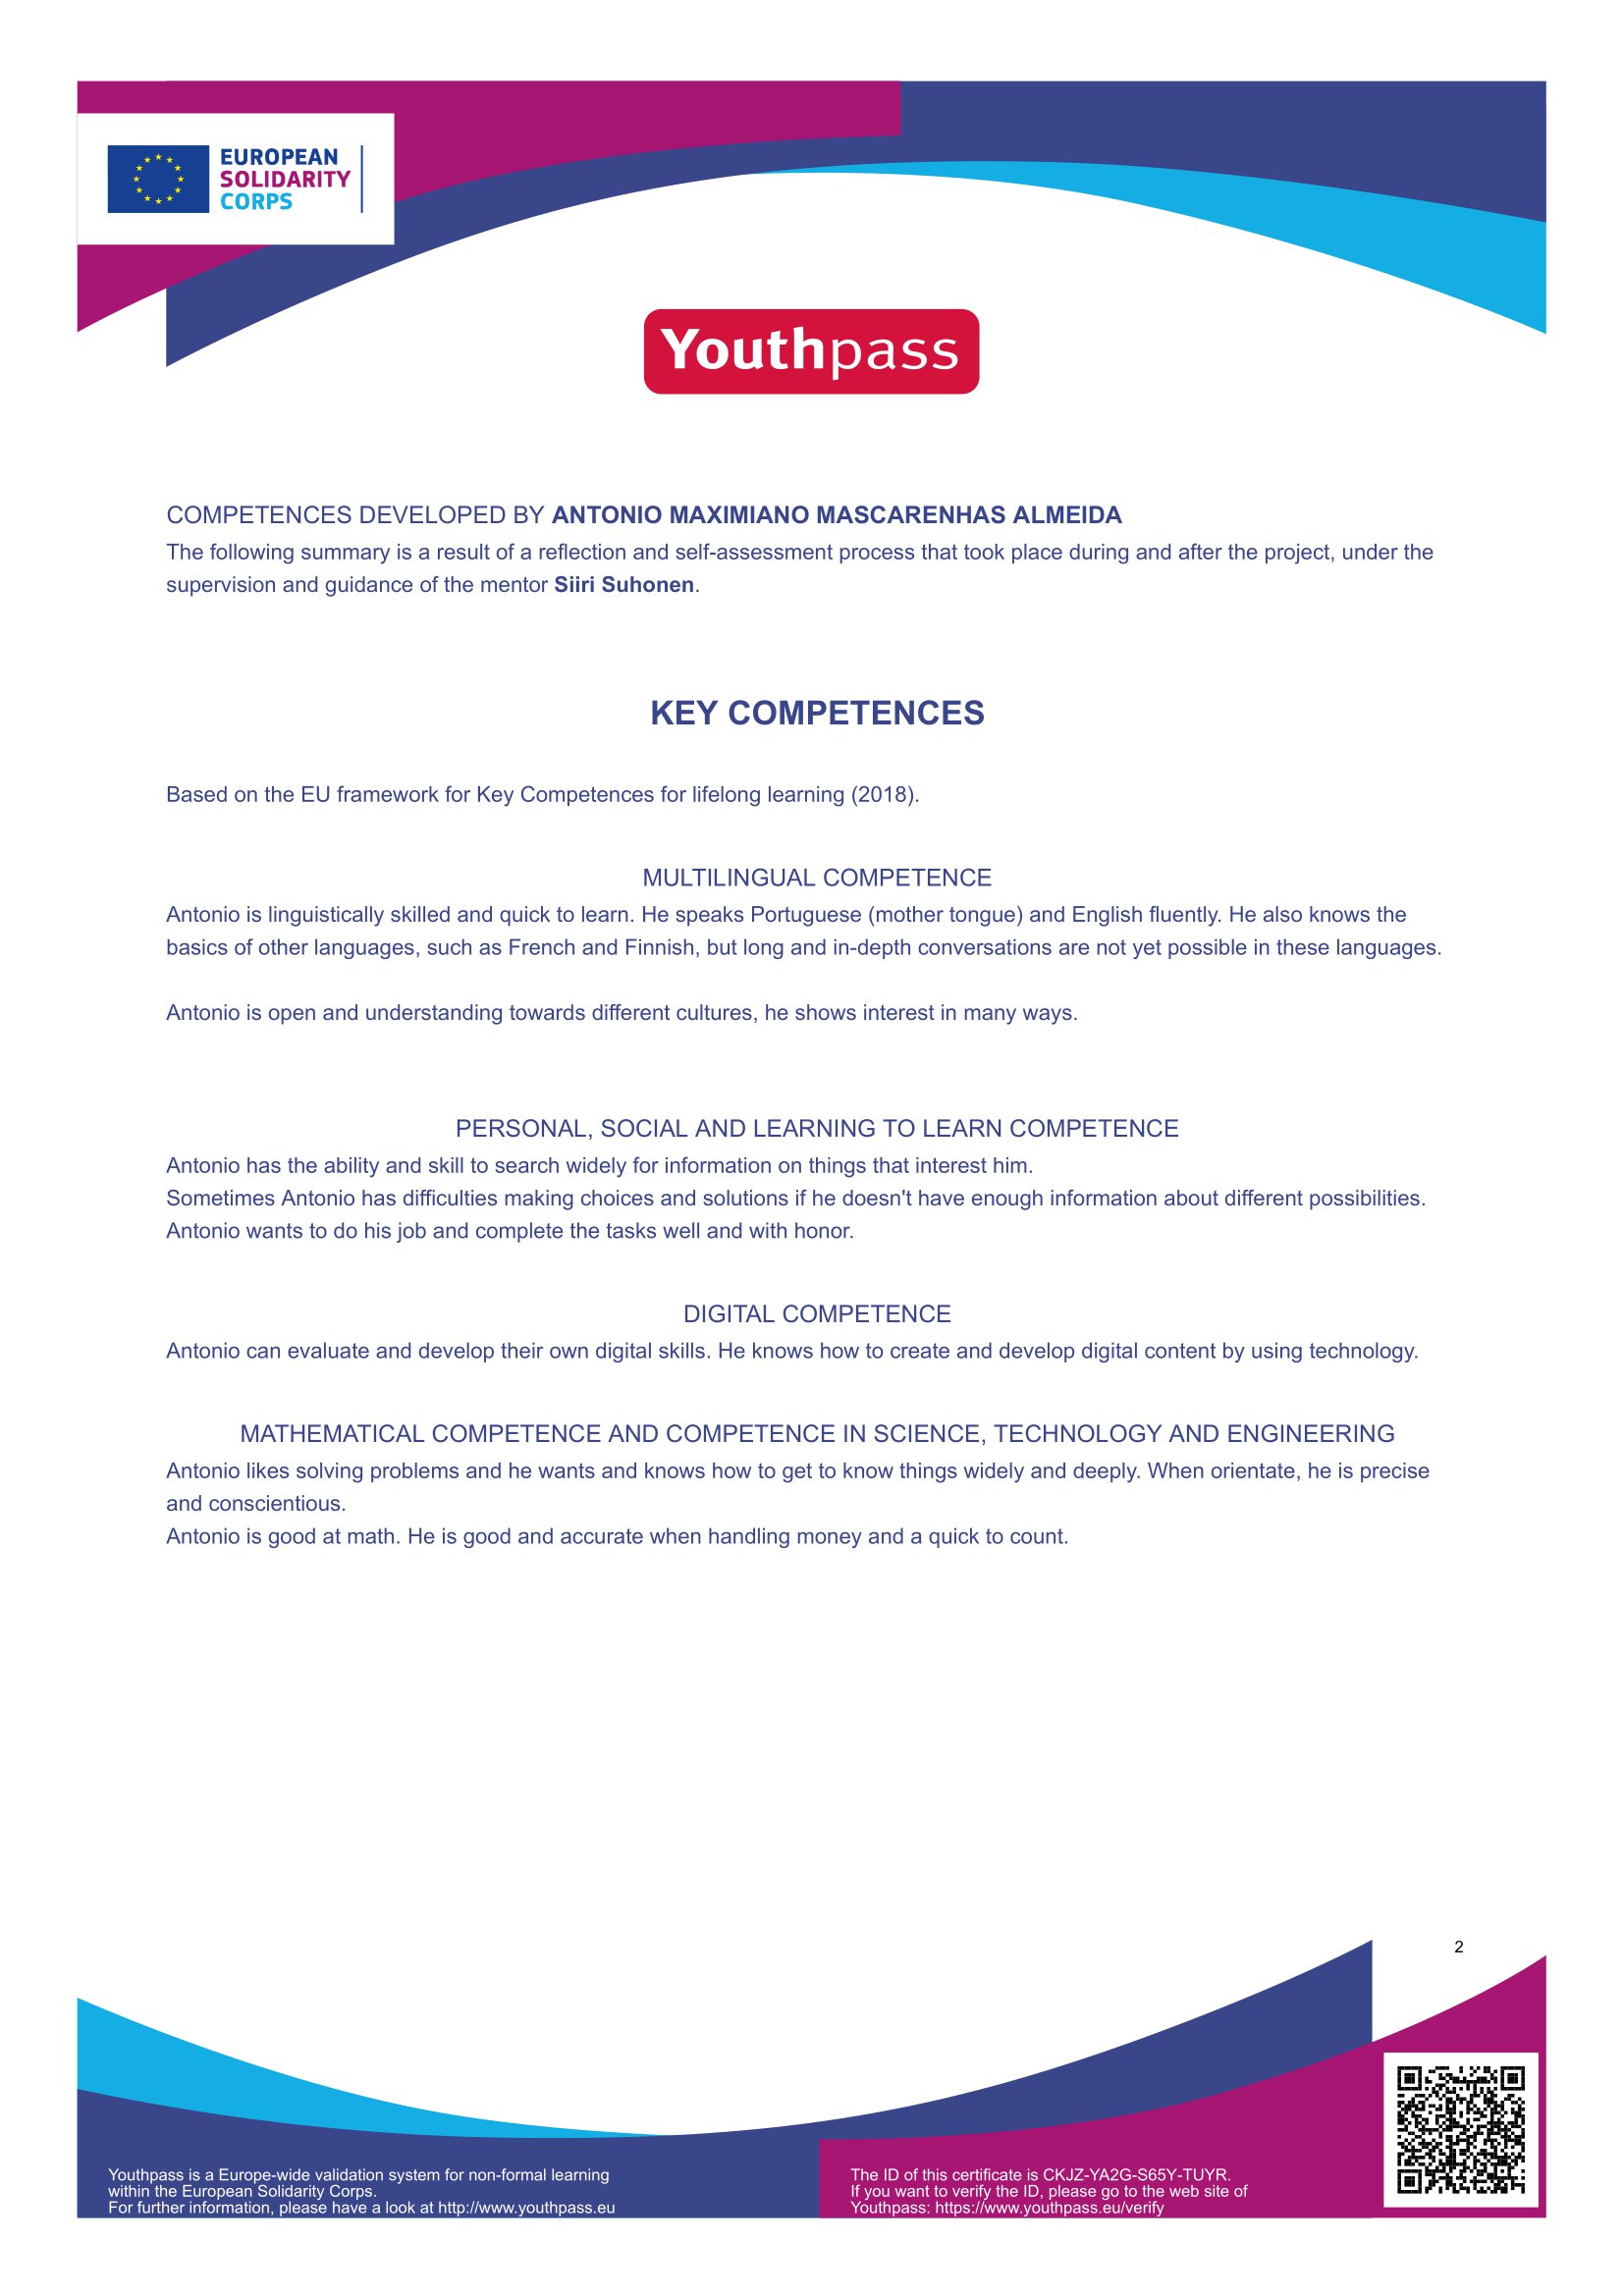 EUROPEAN
SOLIDARITY
CORPS
Youthpass
COMPETENCES DEVELOPED BY ANTONIO MAXIMIANO MASCARENHAS ALMEIDA
The following summary is a result of a reflection and self-assessment process that took place during and after the project, under the
supervision and guidance of the mentor Siiri Suhonen.
KEY COMPETENCES
Based on the EU framework for Key Competences for lifelong learning (2018).
MULTILINGUAL COMPETENCE
Antonio is linguistically skilled and quick to learn. He speaks Portuguese (mother tongue) and English fluently. He also knows the
basics of other languages, such as French and Finnish, but long and in-depth conversations are not yet possible in these languages.
Antonio is open and understanding towards different cultures, he shows interest in many ways.
PERSONAL, SOCIAL AND LEARNING TO LEARN COMPETENCE
Antonio has the ability and skill to search widely for information on things that interest him.
Sometimes Antonio has difficulties making choices and solutions if he doesn't have enough information about different possibilities.
Antonio wants to do his job and complete the tasks well and with honor.
DIGITAL COMPETENCE
Antonio can evaluate and develop their own digital skills. He knows how to create and develop digital content by using technology.
MATHEMATICAL COMPETENCE AND COMPETENCE IN SCIENCE, TECHNOLOGY AND ENGINEERING
Antonio likes solving problems and he wants and knows how to get to know things widely and deeply. When orientate, he is precise
and conscientious.
Antonio is good at math. He is good and accurate when handling money and a quick to count.
2
Youthpass is a Europe-wide validation system for non-formal learning
within the European Solidarity Corps.
For further information, please have a look at http://www.youthpass.eu
The ID of this certificate is CKJZ-YA2G-S65Y-TUYR.
If you want to verify the ID, please go to the web site of
Youthpass: https://www.youthpass.eu/verify